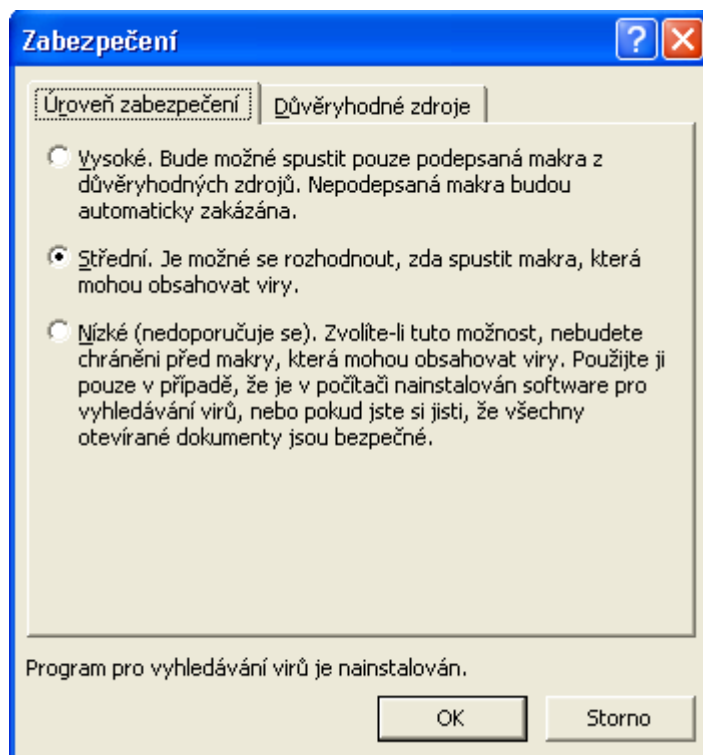 Zabezpečení
Úroveň zabezpečení Důvěryhodné zdroje
Vysoké. Bude možné spustit pouze podepsaná makra z
důvěryhodných zdrojů. Nepodepsaná makra budou
automaticky zakázána.
Střední. Je možné se rozhodnout, zda spustit makra, která
mohou obsahovat viry.
Nízké (nedoporučuje se). Zvolíte-li tuto možnost, nebudete
chráněni před makry, která mohou obsahovat viry. Použijte ji
pouze v případě, že je v počítači nainstalován software pro
vyhledávání virů, nebo pokud jste si jisti, že všechny
otevírané dokumenty jsou bezpečné.
Program pro vyhledávání virů je nainstalován.
OK Storno